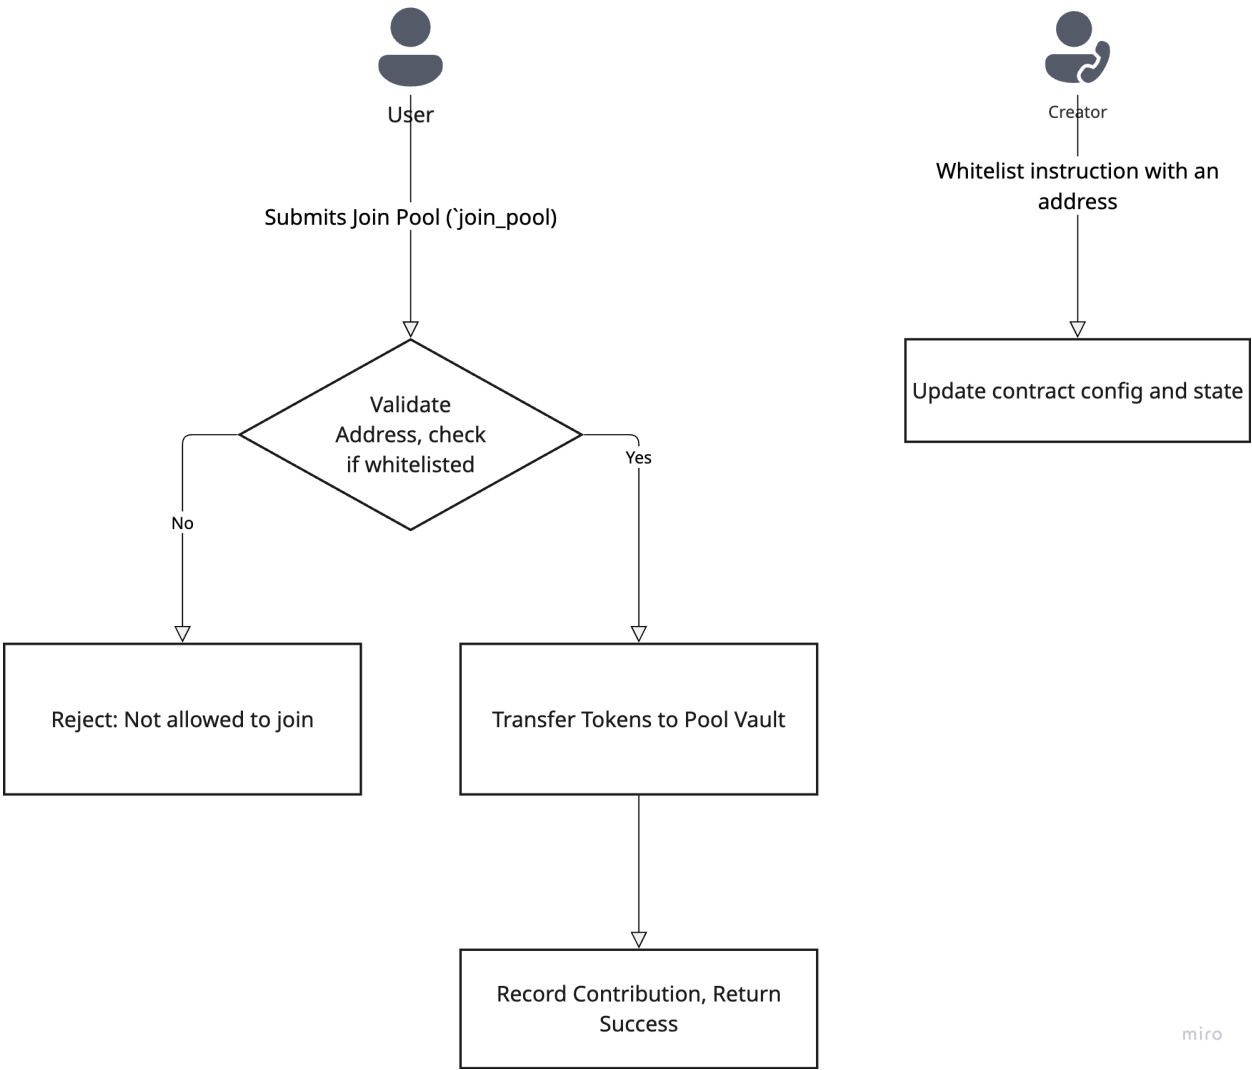 User
Submits Join Pool (`join_pool)
Validate
Address, check
if whitelisted
No
Yes
Reject: Not allowed to join
Transfer Tokens to Pool Vault
Record Contribution, Return
Success
Creator
Whitelist instruction with an
address
Update contract config and state
miro